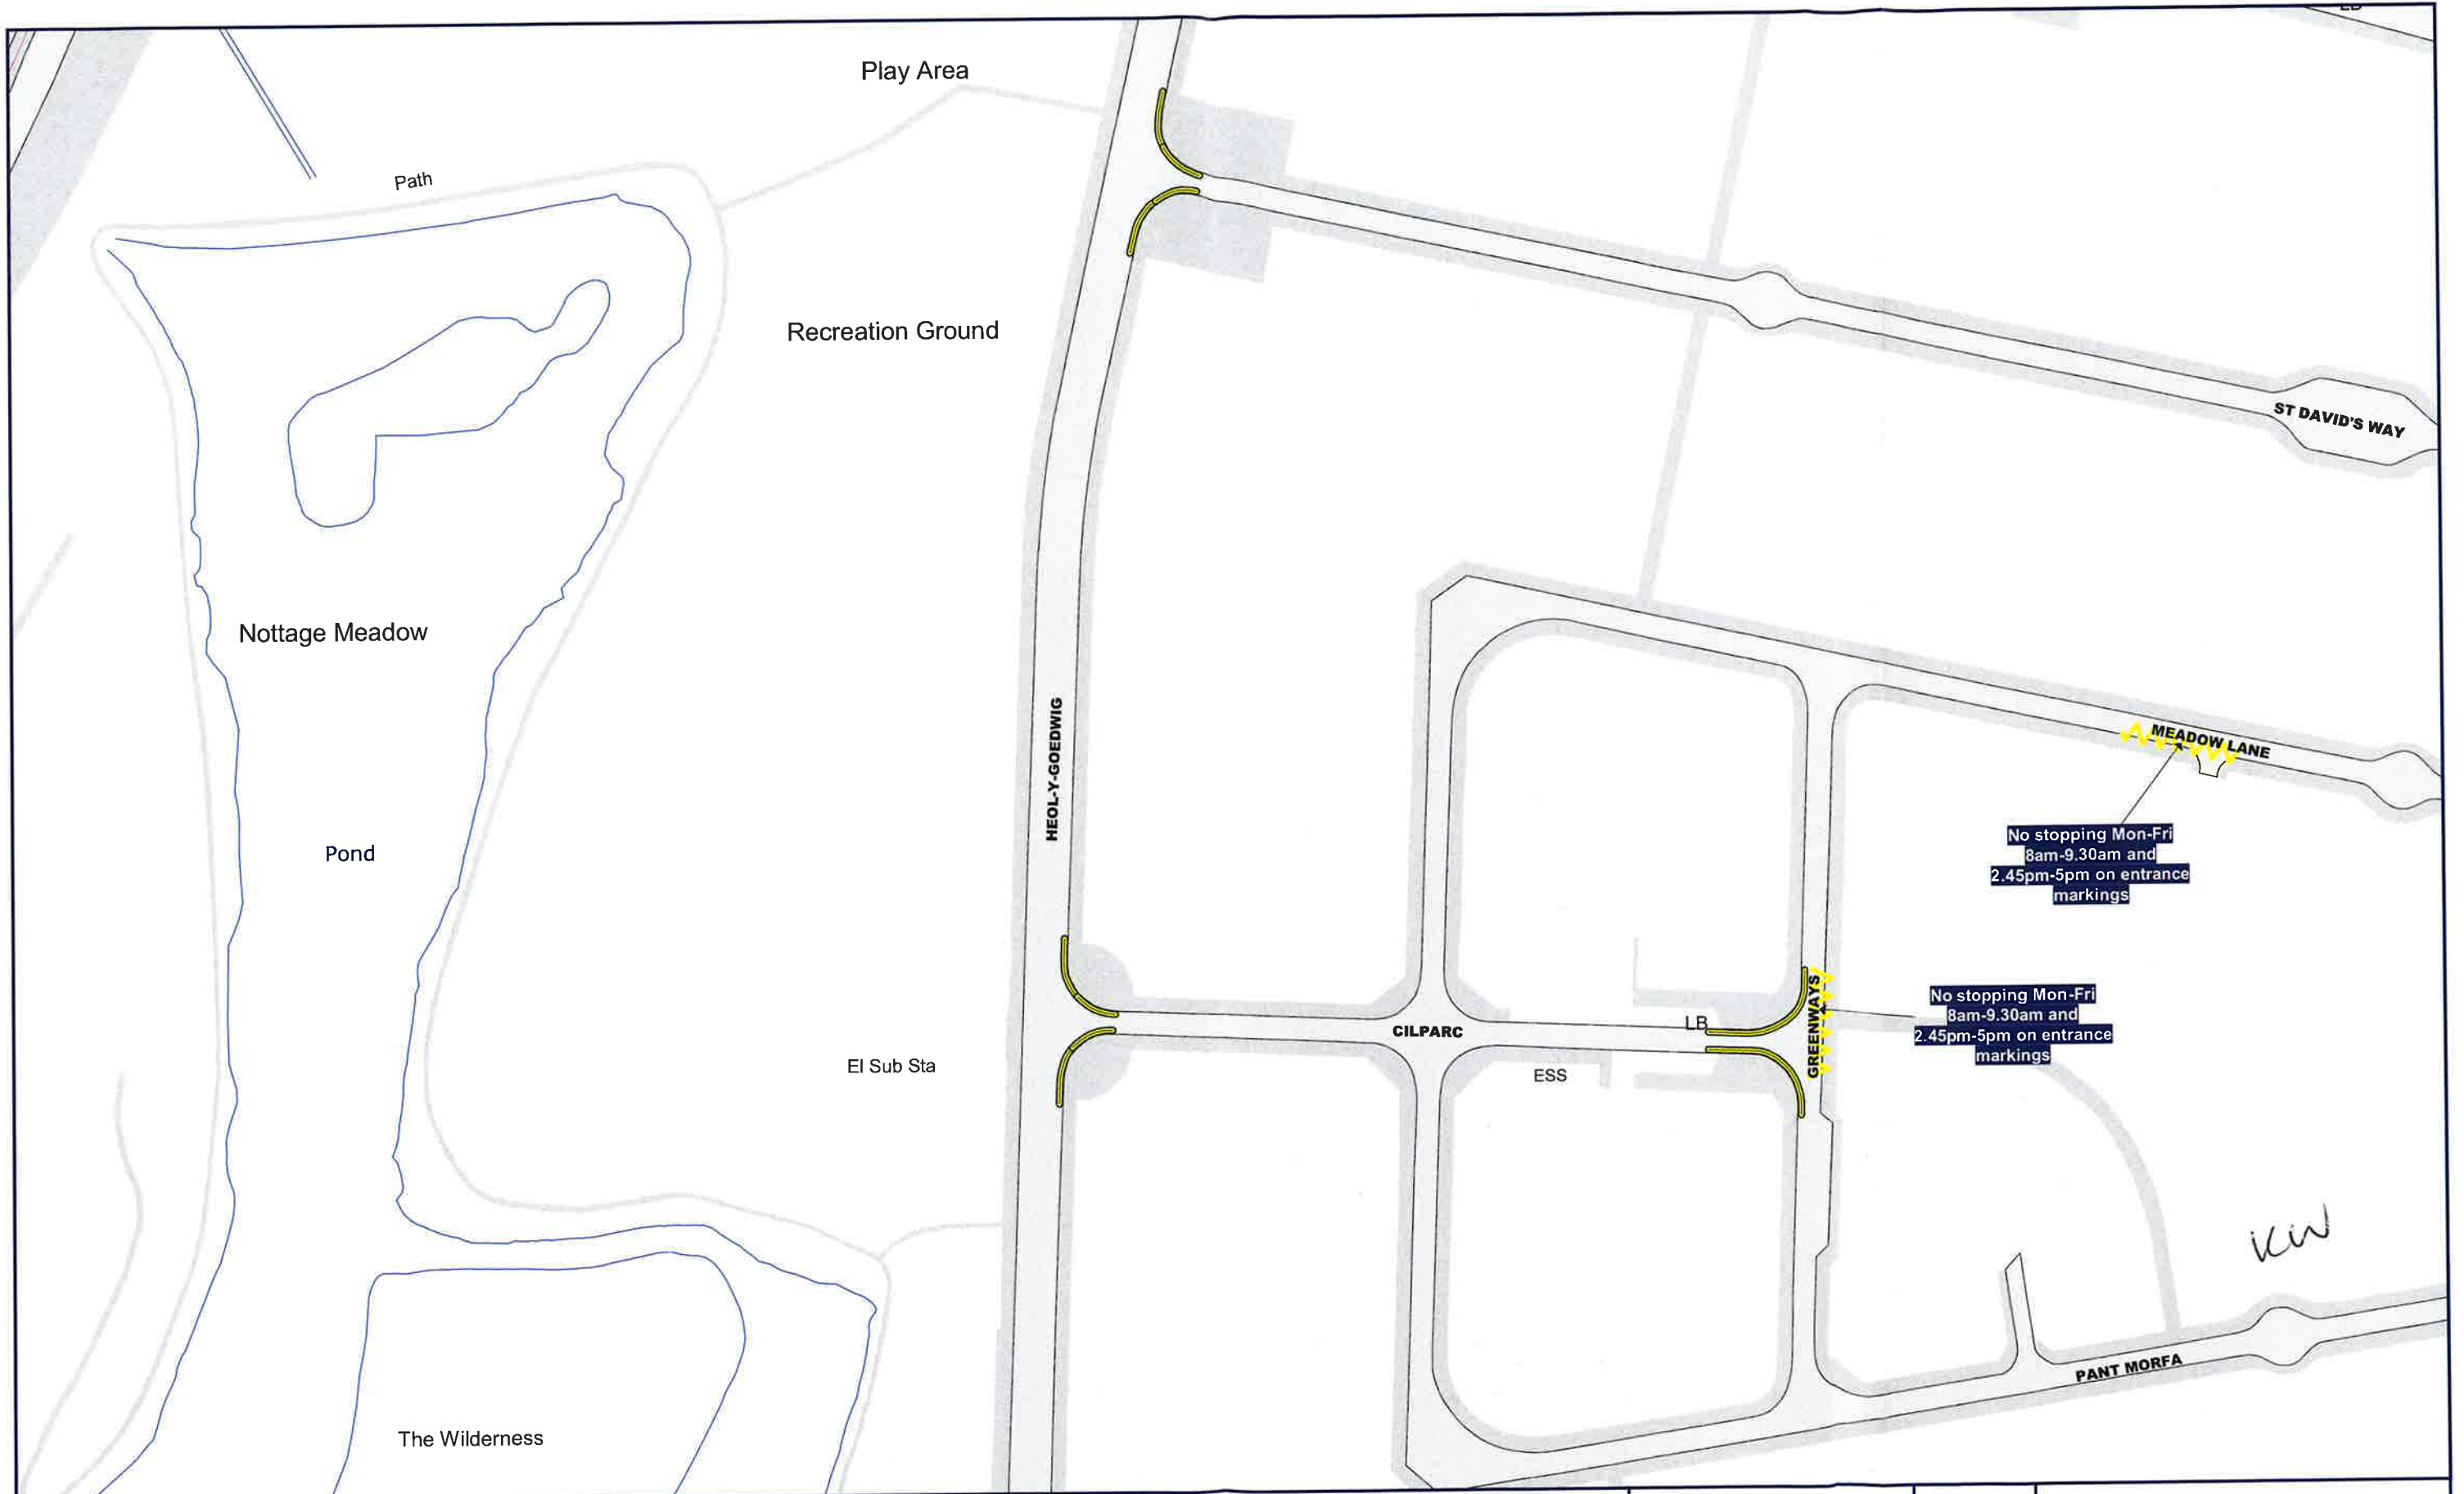 Play Area
Path
Recreation Ground
ST DAVID'S WAY
Nottage Meadow
HEOL-Y-GOEDWIG
MEADOW LANE
No stopping Mon-Fri
8am-9.30am and
2.45pm-5pm on entrance
markings
Pond
GREENWAYS
No stopping Mon-Fri
8am-9.30am and
2.45pm-5pm on entrance
markings
LB
CILPARC
El Sub Sta
ESS
KW
PANT MORFA
The Wilderness